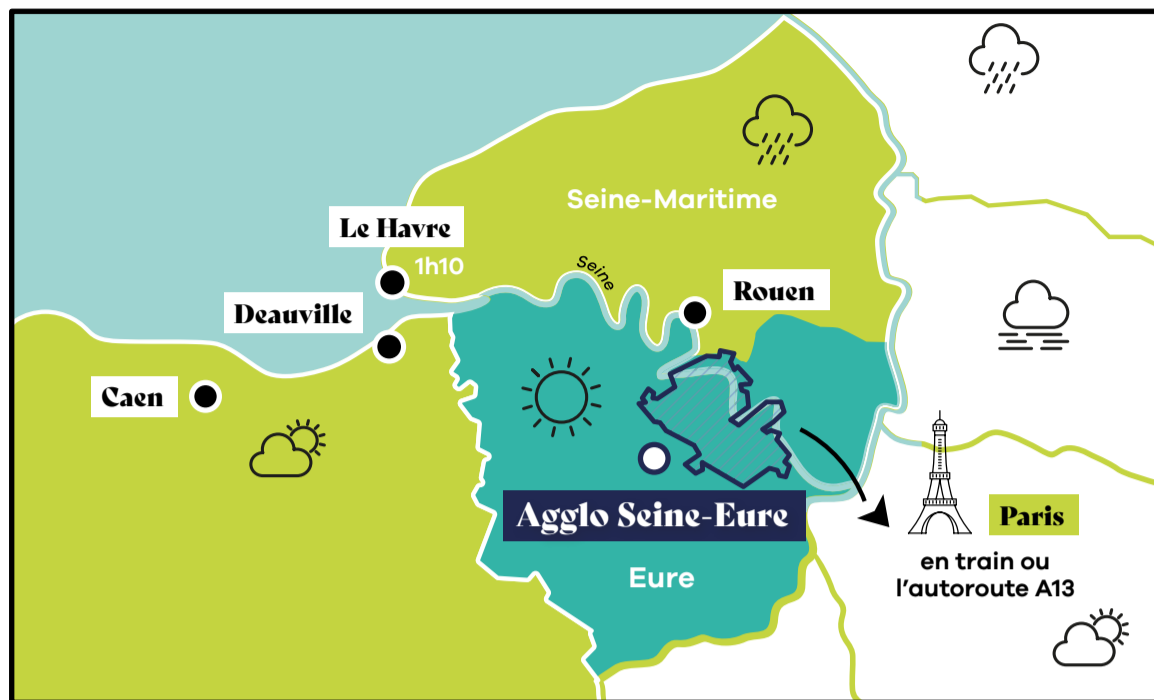 Seine-Maritime
Le Havre
1h10
Seine
Rouen
Deauville
Caen
Agglo Seine-Eure
Paris
en train ou
l'autoroute A13
Eure